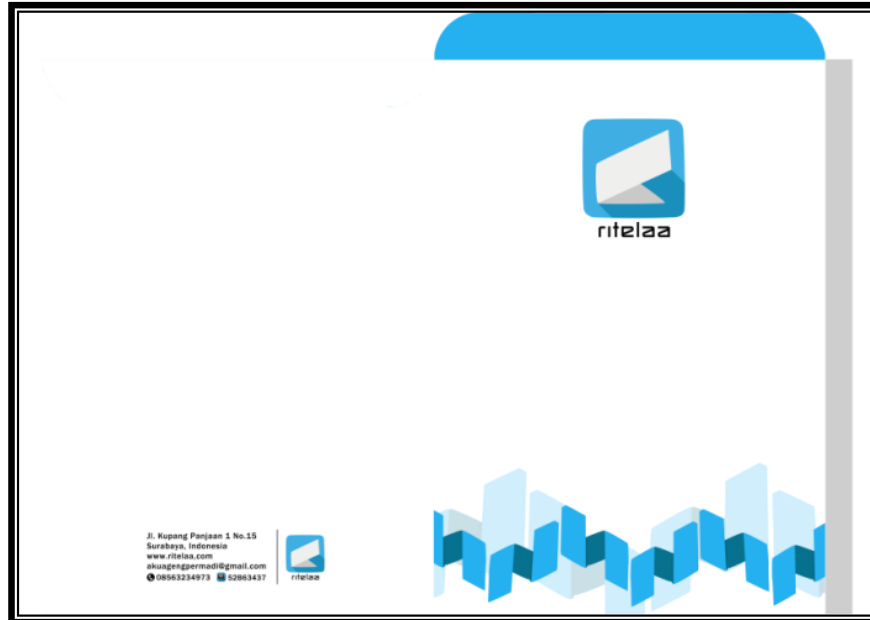 ritelaa
Jl. Kupang Panjaan 1 No.15
Surabaya, Indonesia
www.ritelaa.com
akuagengpermadi@gmail.com
08563234973 52863437
ritelaa